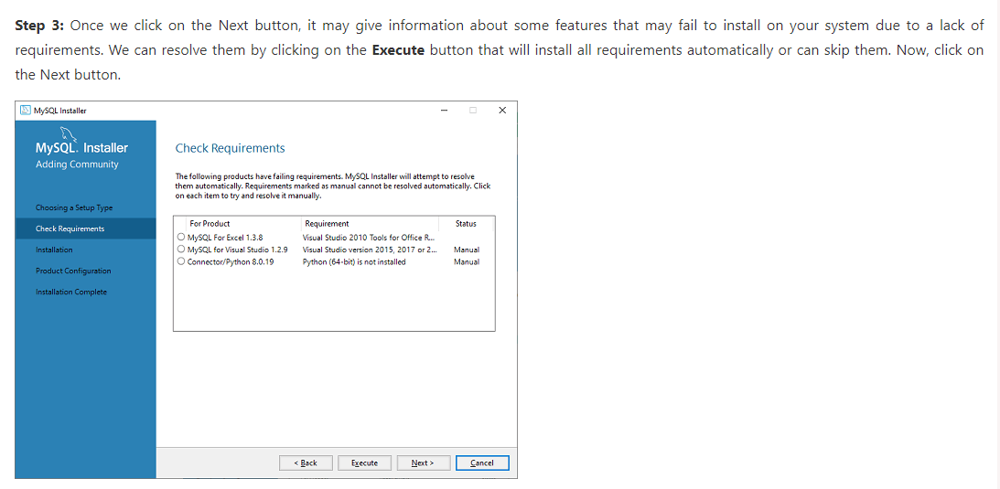 Step 3: Once we click on the Next button, it may give information about some features that may fail to install on your system due to a lack of
requirements. We can resolve them by clicking on the Execute button that will install all requirements automatically or can skip them. Now, click on
the Next button.
MySQL Installer
MySQL. Installer
Adding Community
Choosing a Setup Type
Check Requirements
Installation
Product Configuration
Installation Complete
Check Requirements
The following products have failing requirements. MySQL Installer will attempt to resolve
them automatically. Requirements marked as manual cannot be resolved automatically. Click
on each item to try and resolve it manually.
For Product Requirement Status
MySQL For Excel 1.3.8 Visual Studio 2010 Tools for Office R...
MySQL for Visual Studio 1.2.9 Visual Studio version 2015, 2017 or 2... Manual
Connector/Python 8.0.19 Python (64-bit) is not installed Manual
< Back Execute Next > Cancel